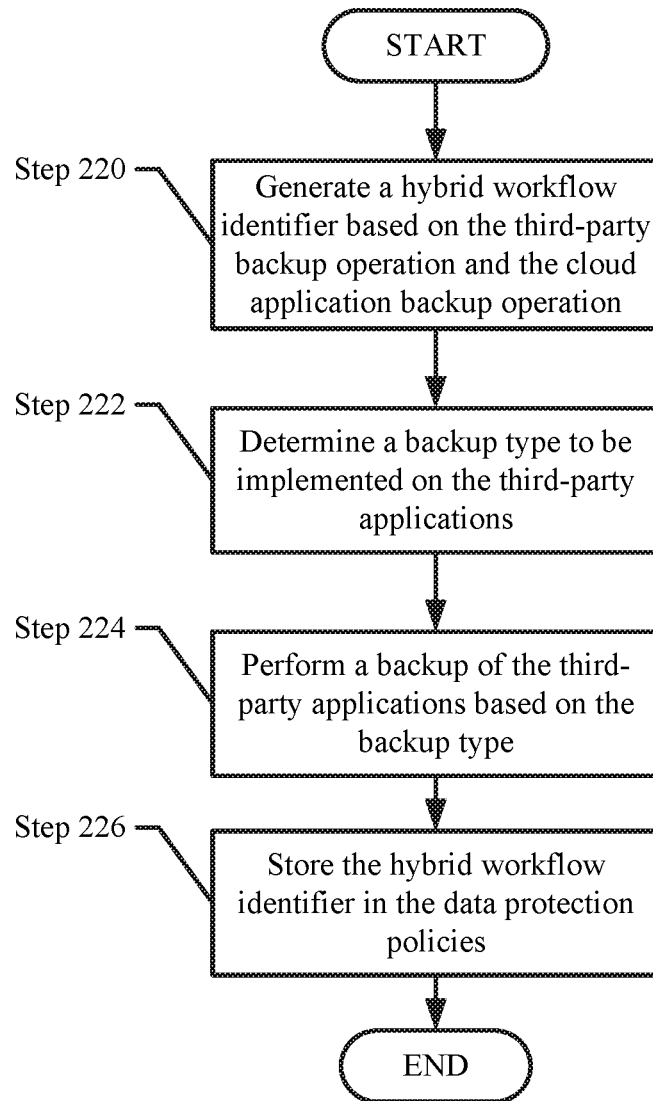 START
Step 220
Generate a hybrid workflow
identifier based on the third-party
backup operation and the cloud
application backup operation
Step 222
Determine a backup type to be
implemented on the third-party
applications
Step 224
Perform a backup of the third-
party applications based on the
backup type
Step 226
Store the hybrid workflow
identifier in the data protection
policies
END